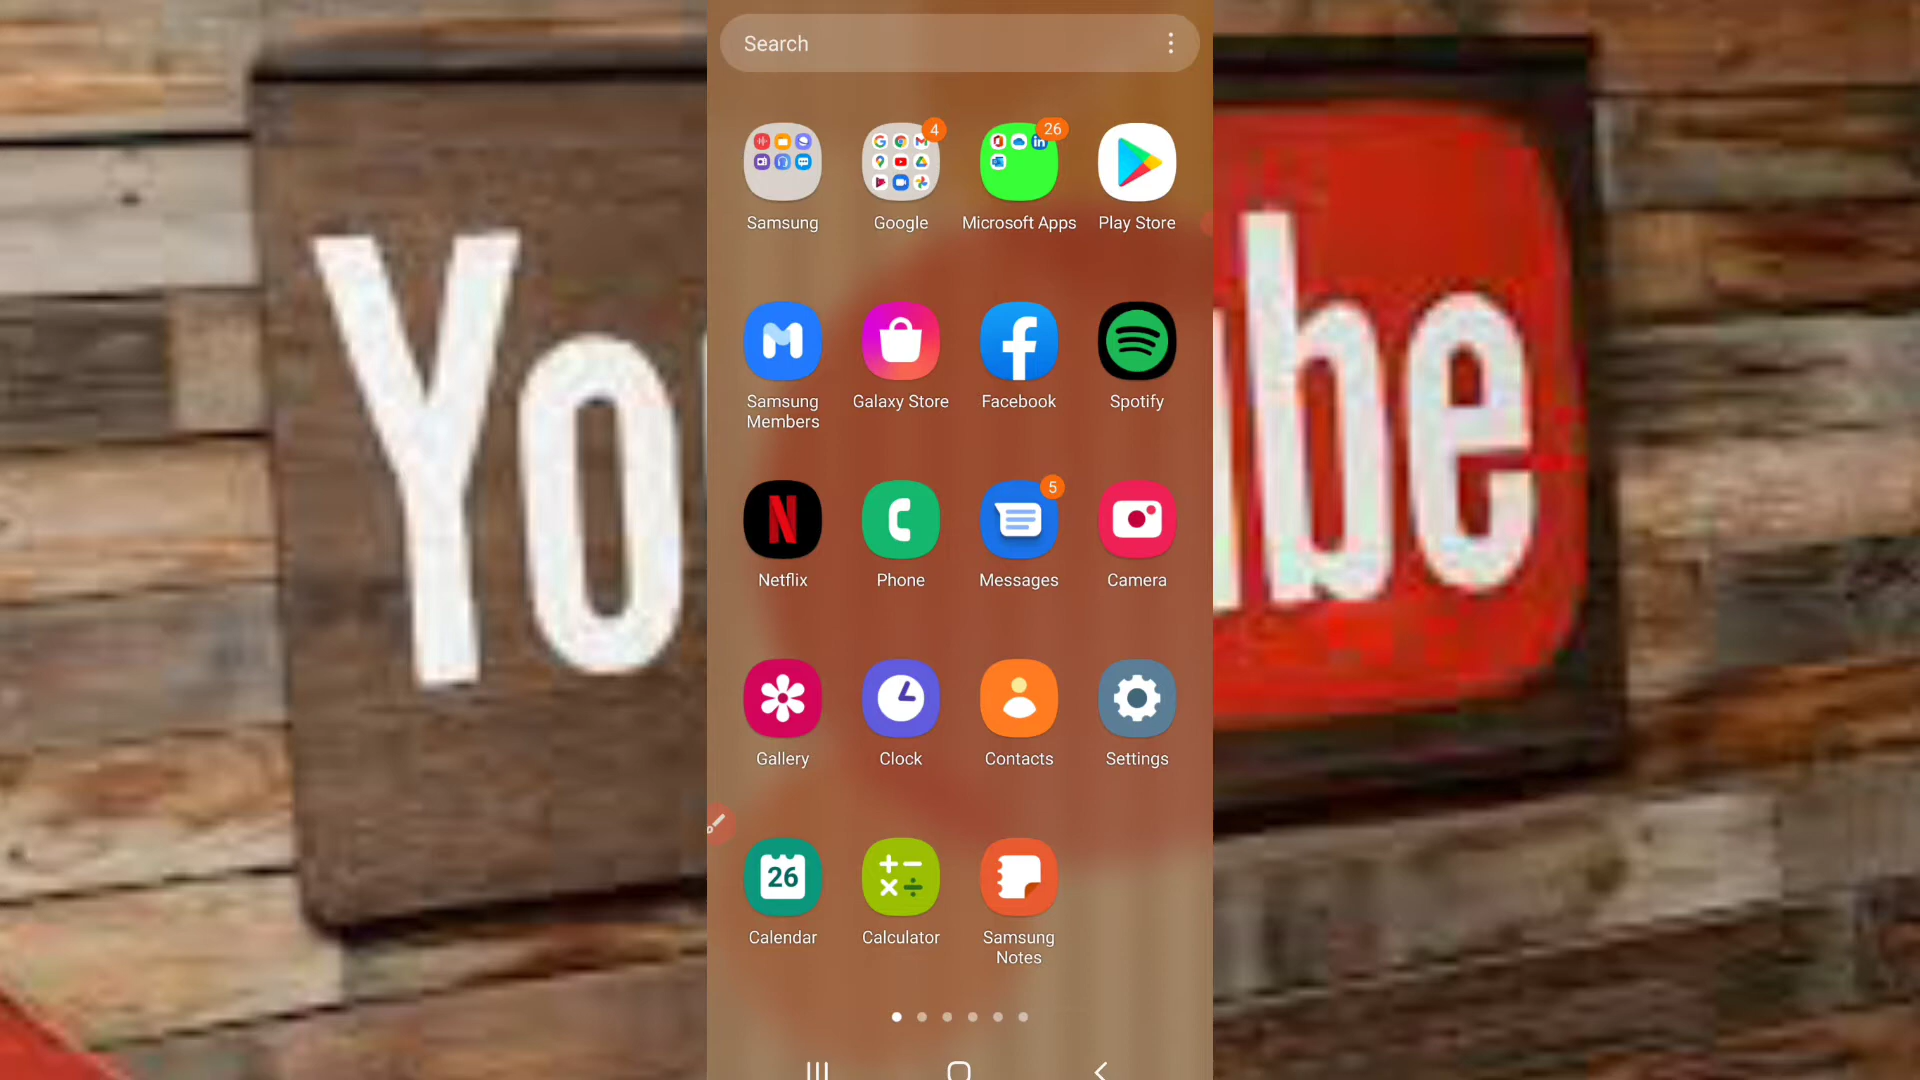 Search
4
26
Samsung
Google
Microsoft Apps
Play Store
Samsung
Members
Galaxy Store
Facebook
Spotify
N
5
Netflix
Phone
Messages
Camera
Gallery
Clock
Contacts
Settings
26
Calendar
Calculator
Samsung
Notes
Yo
be